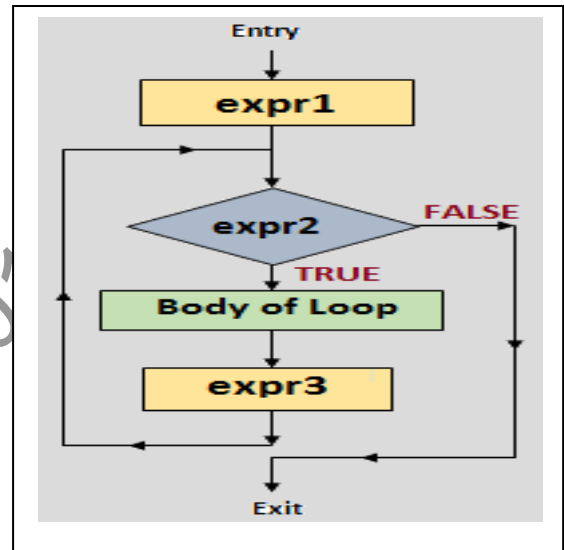 Entry
expr1
expr2
FALSE
TRUE
Body of Loop
expr3
Exit